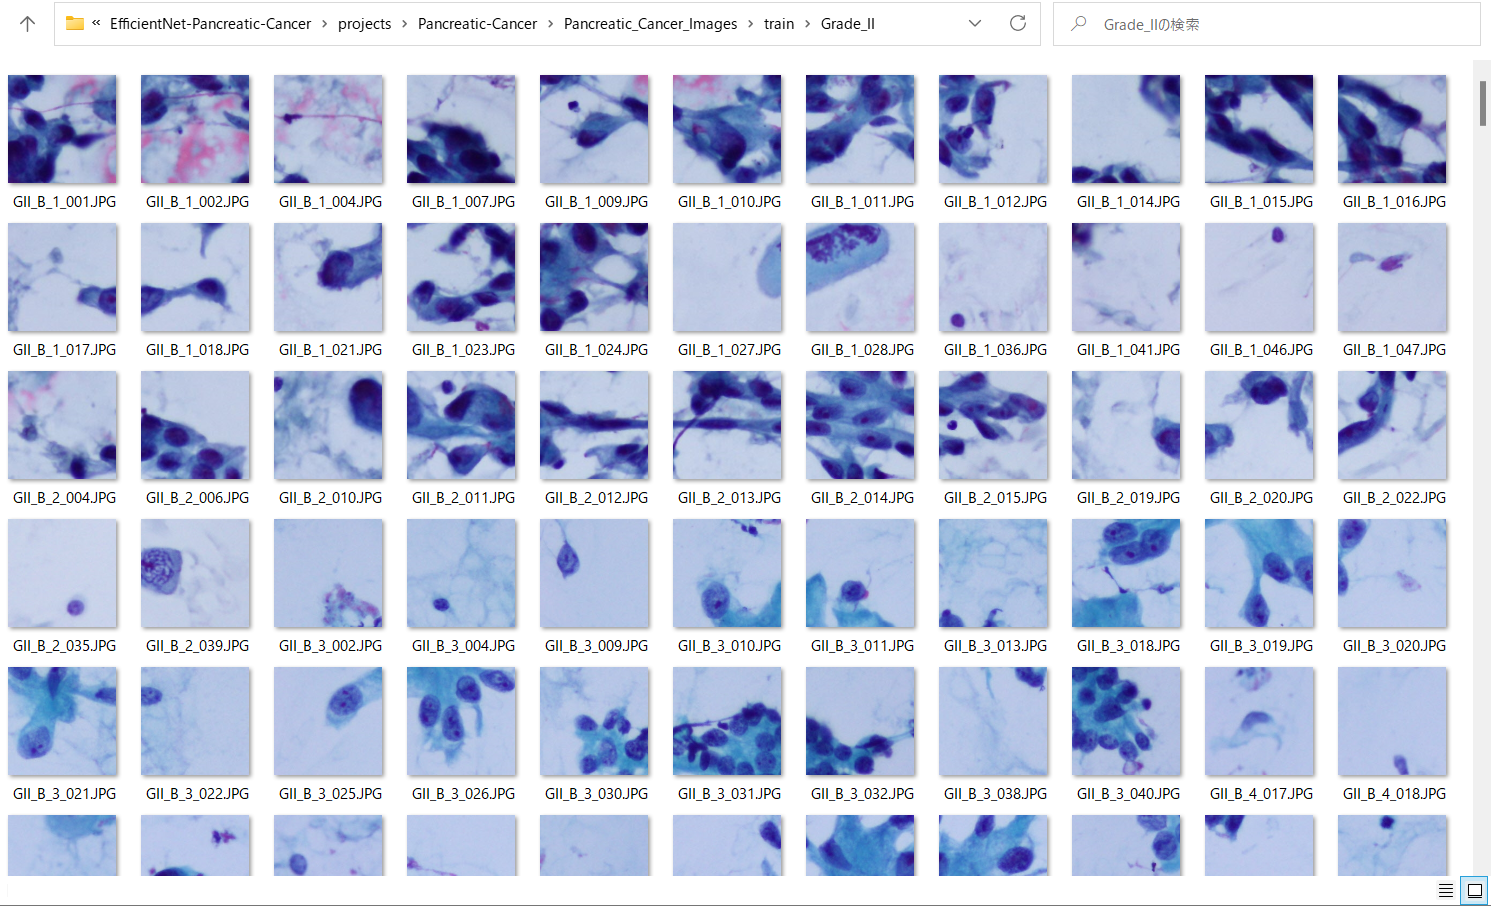 « EfficientNet-Pancreatic-Cancer > projects > Pancreatic-Cancer > Pancreatic_Cancer_Images > train > Grade_II
Grade_IIの検索
GII_B_1_001.JPG GII_B_1_002.JPG GII_B_1_004.JPG GII_B_1_007.JPG GII_B_1_009.JPG GII_B_1_010.JPG GII_B_1_011.JPG GII_B_1_012.JPG GII_B_1_014.JPG GII_B_1_015.JPG GII_B_1_016.JPG
GII_B_1_017.JPG GII_B_1_018.JPG GII_B_1_021.JPG GII_B_1_023.JPG GII_B_1_024.JPG GII_B_1_027.JPG GII_B_1_028.JPG GII_B_1_036.JPG GII_B_1_041.JPG GII_B_1_046.JPG GII_B_1_047.JPG
GII_B_2_004.JPG GII_B_2_006.JPG GII_B_2_010.JPG GII_B_2_011.JPG GII_B_2_012.JPG GII_B_2_013.JPG GII_B_2_014.JPG GII_B_2_015.JPG GII_B_2_019.JPG GII_B_2_020.JPG GII_B_2_022.JPG
GII_B_2_035.JPG GII_B_2_039.JPG GII_B_3_002.JPG GII_B_3_004.JPG GII_B_3_009.JPG GII_B_3_010.JPG GII_B_3_011.JPG GII_B_3_013.JPG GII_B_3_018.JPG GII_B_3_019.JPG GII_B_3_020.JPG
GII_B_3_021.JPG GII_B_3_022.JPG GII_B_3_025.JPG GII_B_3_026.JPG GII_B_3_030.JPG GII_B_3_031.JPG GII_B_3_032.JPG GII_B_3_038.JPG GII_B_3_040.JPG GII_B_4_017.JPG GII_B_4_018.JPG